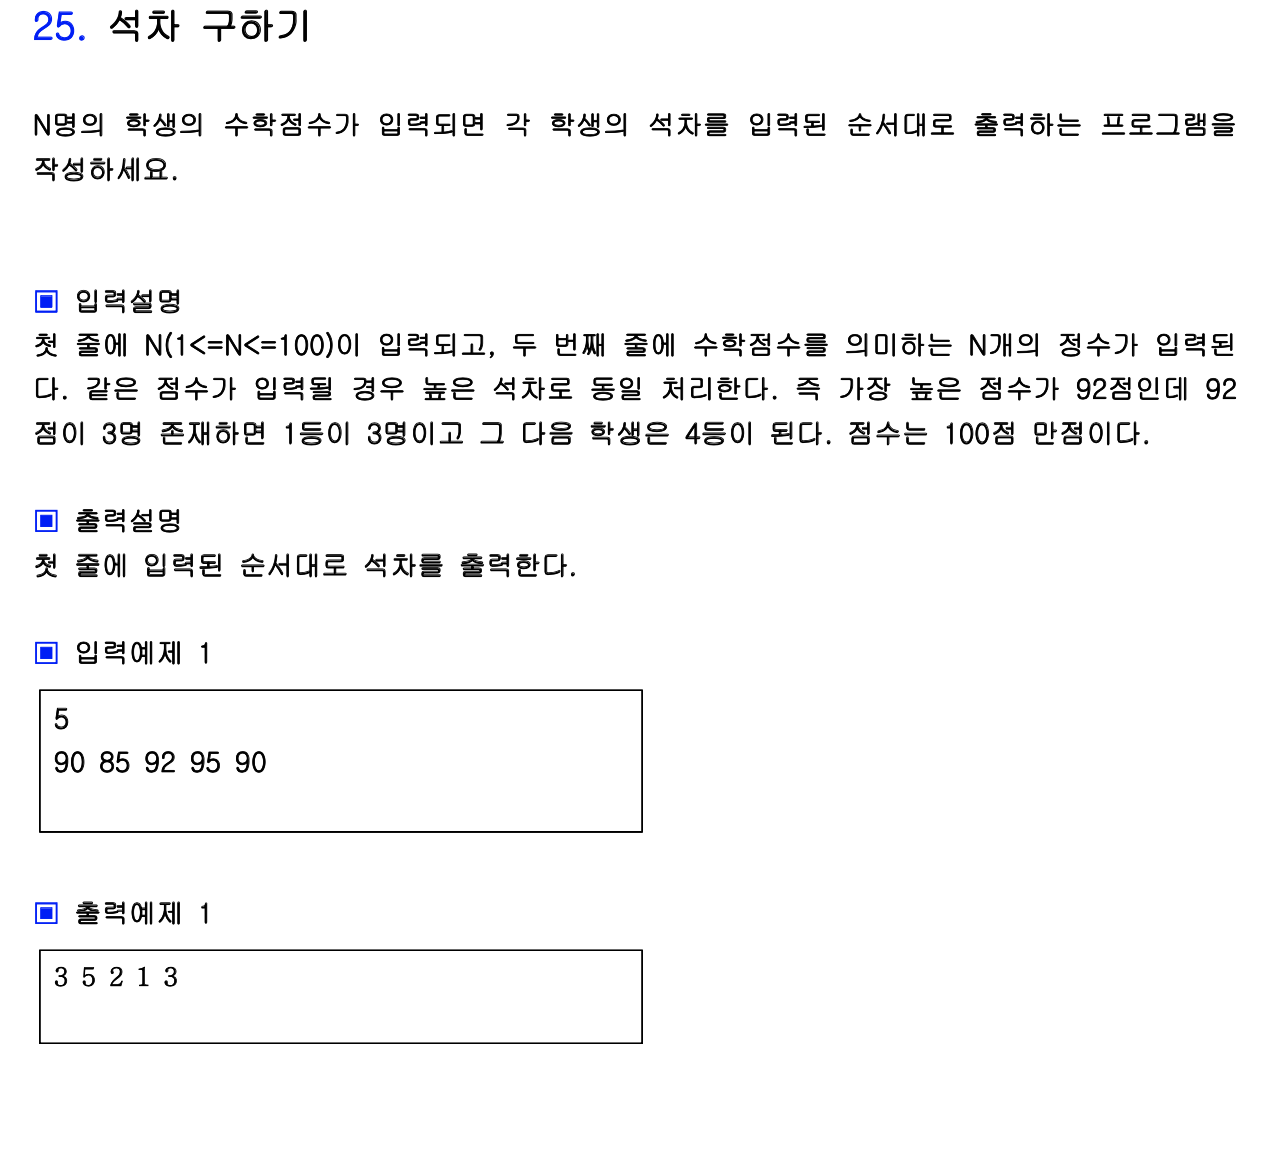 25. 석차 구하기
N명의 학생의 수학점수가 입력되면 각 학생의 석차를 입력된 순서대로 출력하는 프로그램을
작성하세요.
▣ 입력설명
첫 줄에 N(1<=N<=100)이 입력되고, 두 번째 줄에 수학점수를 의미하는 N개의 정수가 입력된
다. 같은 점수가 입력될 경우 높은 석차로 동일 처리한다. 즉 가장 높은 점수가 92점인데 92
점이 3명 존재하면 1등이 3명이고 그 다음 학생은 4등이 된다. 점수는 100점 만점이다.
▣ 출력설명
첫 줄에 입력된 순서대로 석차를 출력한다.
▣ 입력예제 1
5
90 85 92 95 90
▣ 출력예제 1
3 5 2 1 3